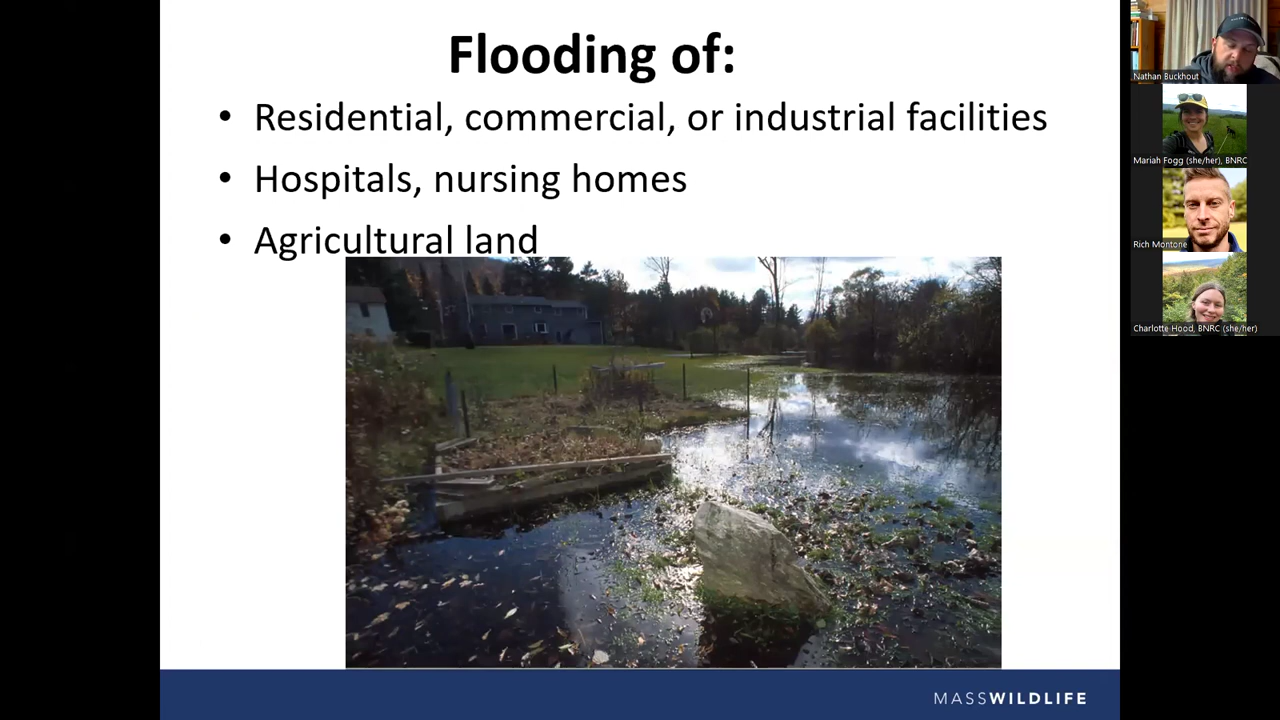 Flooding of:
• Residential, commercial, or industrial facilities
• Hospitals, nursing homes
• Agricultural land
MASSWILDLIFE
Nathan Buckhout
Mariah Fogg (she/her), BNRC
Rich Montone
Charlotte Hood, BNRC (she/her)